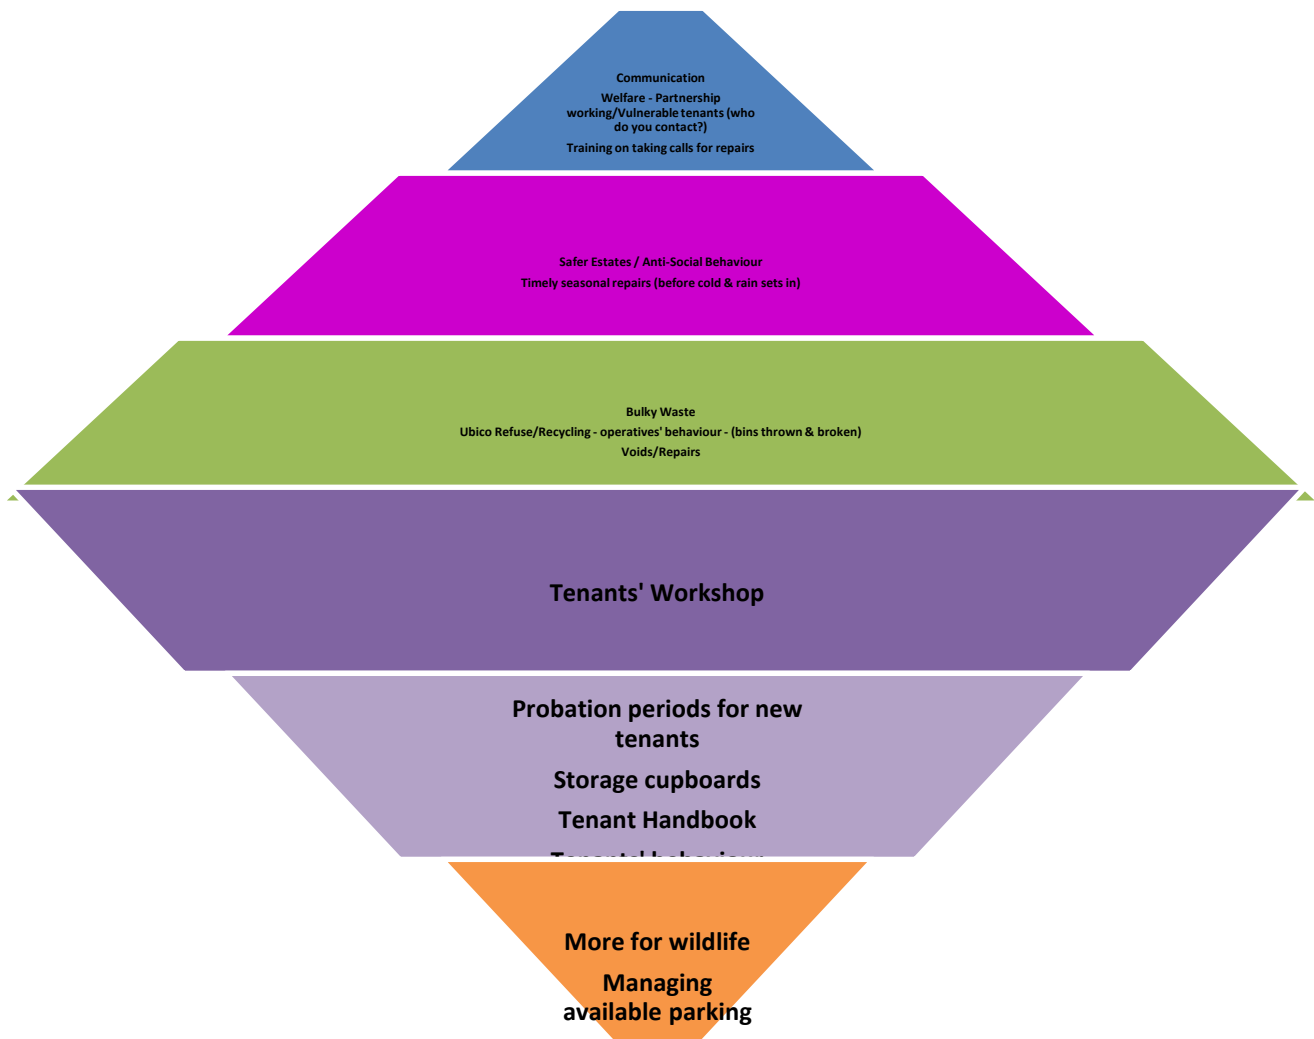 Communication
Welfare - Partnership
working/Vulnerable tenants (who
do you contact?)
Training on taking calls for repairs
Safer Estates / Anti-Social Behaviour
Timely seasonal repairs (before cold & rain sets in)
Bulky Waste
Ubico Refuse/Recycling - operatives' behaviour - (bins thrown & broken)
Voids/Repairs
Tenants' Workshop
Probation periods for new
tenants
Storage cupboards
Tenant Handbook
Tenants' behaviour
More for wildlife
Managing
available parking